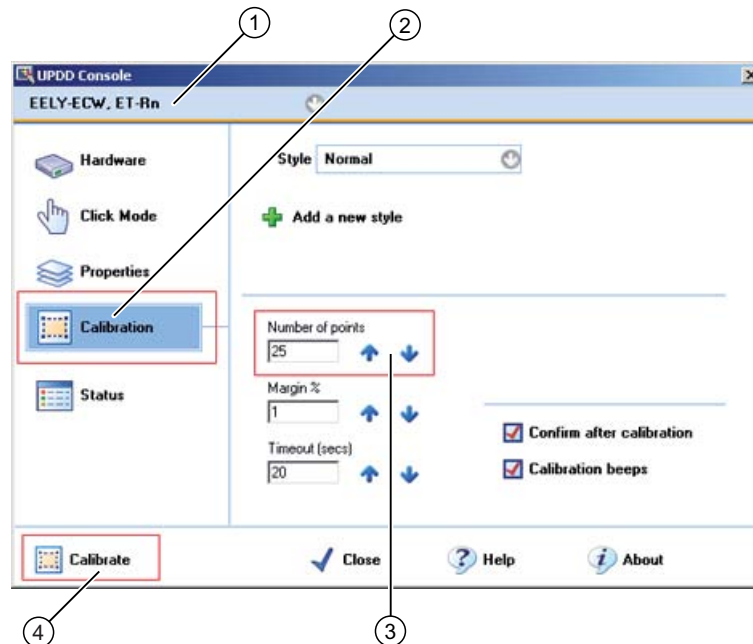 1
2
UPDD Console
EELY-ECW, ET-Rn
Hardware
Click Mode
Properties
Calibration
Status
Style Normal
Add a new style
Number of points
25
Margin %
1
Timeout (secs)
20
Confirm after calibration
Calibration beeps
Calibrate
Close
Help
About
4
3